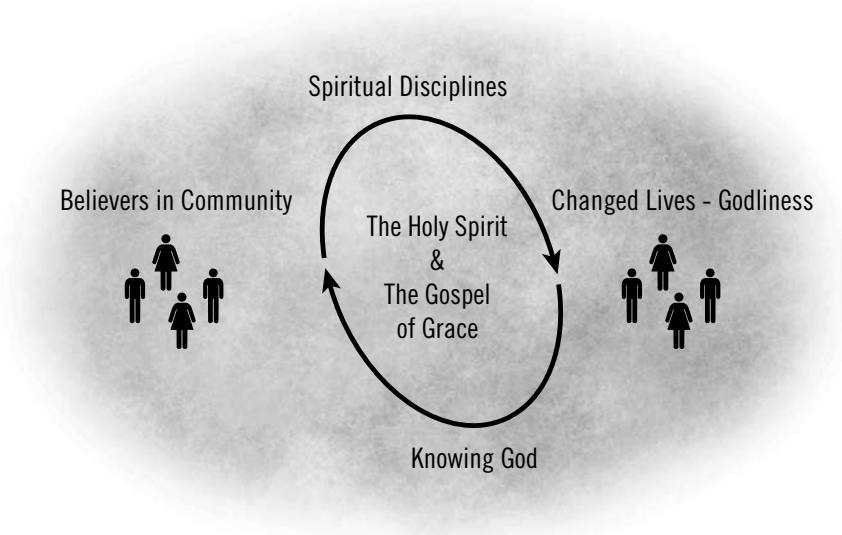 Spiritual Disciplines
Believers in Community
Changed Lives - Godliness
The Holy Spirit
&
The Gospel
of Grace
Knowing God